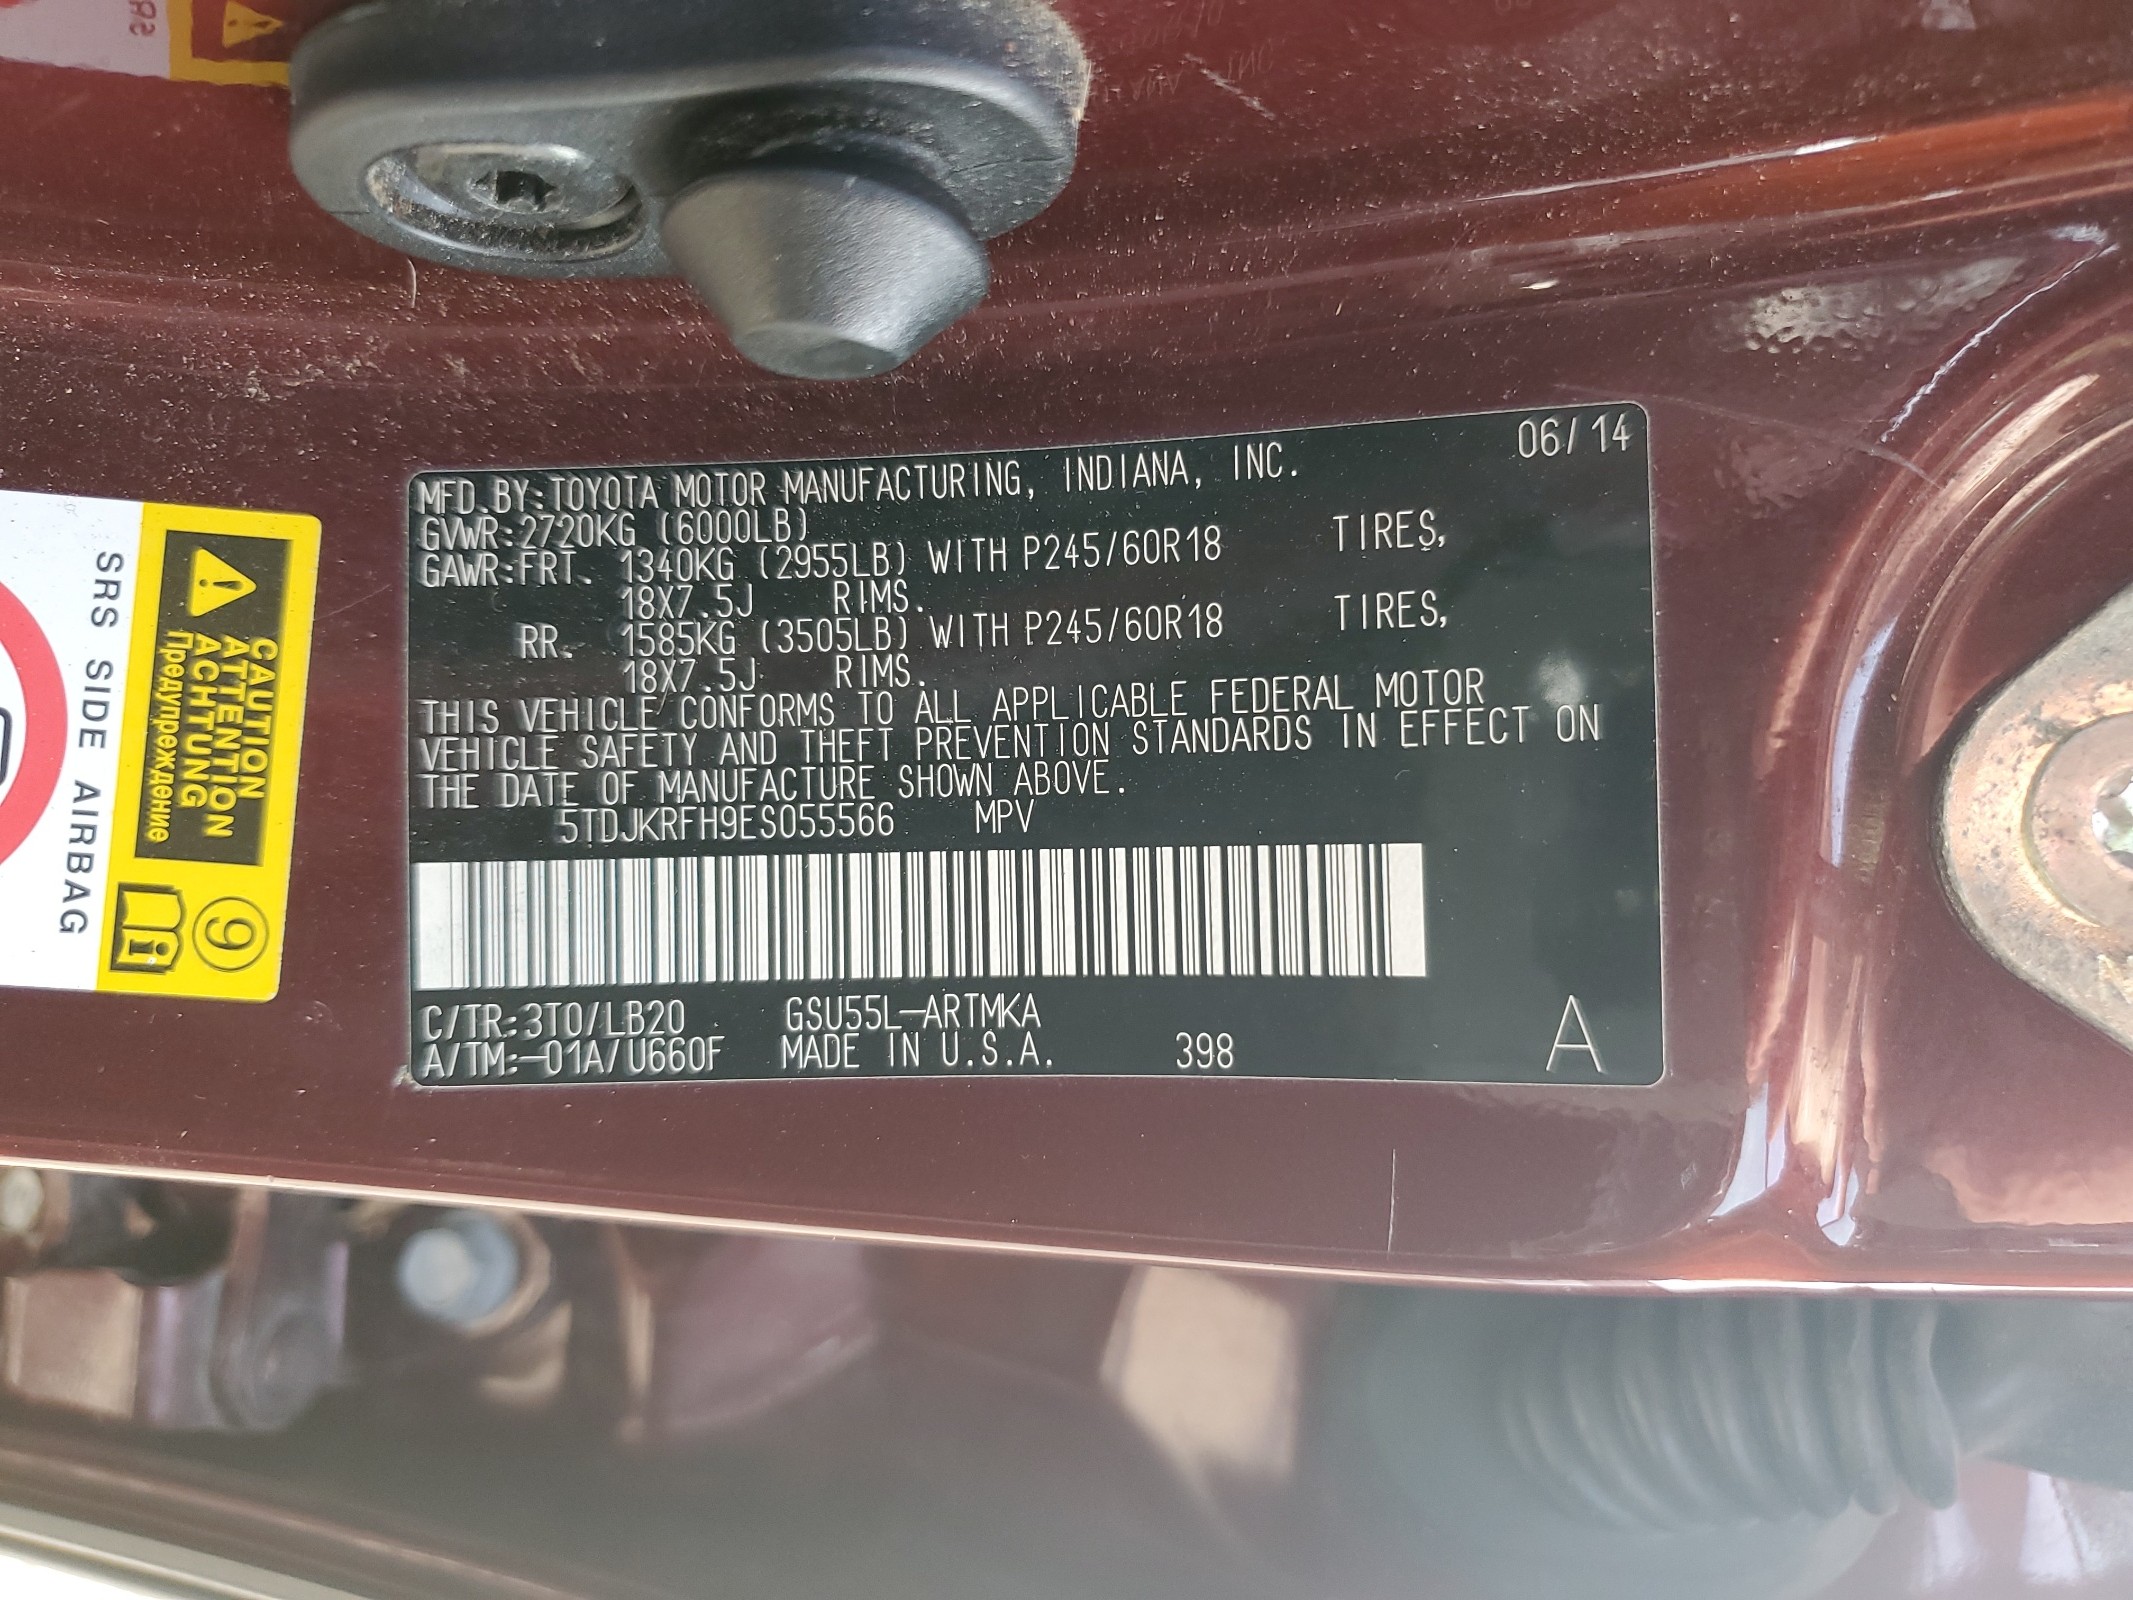 06/14
MFD.BY:TOYOTA MOTOR MANUFACTURING, INDIANA, INC.
GVWR:2720KG (6000LB)
GAWR:FRT. 1340KG (2955LB) WITH P245/60R18 TIRES,
18X7.5J RIMS.
RR. 1585KG (3505LB) WITH P245/60R18 TIRES,
18X7.5J RIMS.
THIS VEHICLE CONFORMS TO ALL APPLICABLE FEDERAL MOTOR
VEHICLE SAFETY AND THEFT PREVENTION STANDARDS IN EFFECT ON
THE DATE OF MANUFACTURE SHOWN ABOVE.
5TDJKRFH9ES055566 MPV
C/TR:3T0/LB20 GSU55L-ARTMKA
A/TM:-01A/U660F MADE IN U.S.A. 398 A
CAUTION
ATTENTION
ACHTUNG
Предупреждение
9
i
SRS SIDE AIRBAG